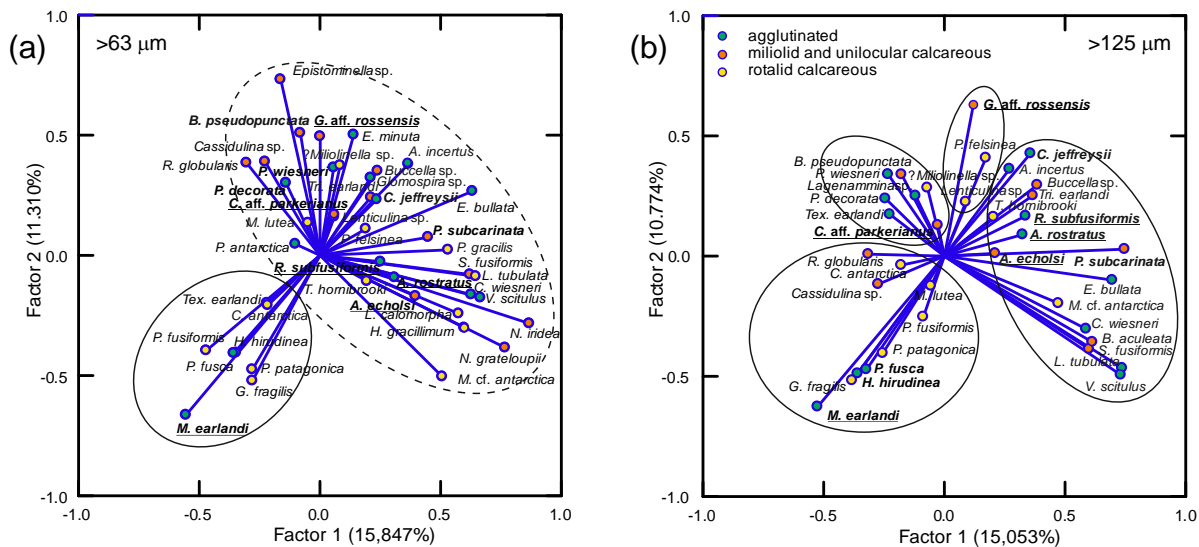 (a)
>63 μm
1.0
0.5
0.0
-0.5
-1.0
Factor 2 (11.310%)
Epistominella sp.
B. pseudopunctata
G. aff. rossensis
E. minuta
Cassidulina sp.
?Miliolinella sp.
A. incertus
R. globularis
P. wiesneri
Buccella sp.
Tri. earlandi
Glomospira sp.
P. decorata
C. jeffreysii
C. aff. parkerianus
E. bullata
M. lutea
Lenticulina sp.
P. felsinea
P. subcarinata
P. antarctica
P. gracilis
R. subfusiformis
S. fusiformis
L. tubulata
A. rostratus
C. wiesneri
T. hornibrooki
V. scitulus
Tex. earlandi
A. echolsi
C. antarctica
L. calomorpha
N. iridea
P. fusiformis
H. hirudinea
H. gracillimum
P. fusca
P. patagonica
N. grateloupii
G. fragilis
M. cf. antarctica
M. earlandi
-1.0
-0.5
0.0
0.5
1.0
Factor 1 (15,847%)
(b)
agglutinated
miliolid and unilocular calcareous
rotalid calcareous
>125 μm
1.0
0.5
0.0
-0.5
-1.0
Factor 2 (10.774%)
G. aff. rossensis
P. felsinea
C. jeffreysii
B. pseudopunctata
A. incertus
P. wiesneri
?Miliolinella sp.
Buccella sp.
Lagenammina sp.
Lenticulina sp.
Tri. earlandi
P. decorata
T. hornibrooki
Tex. earlandi
R. subfusiformis
C. aff. parkerianus
A. rostratus
R. globularis
A. echolsi
P. subcarinata
C. antarctica
E. bullata
Cassidulina sp.
M. lutea
M. cf. antarctica
P. fusiformis
C. wiesneri
B. aculeata
P. patagonica
S. fusiformis
P. fusca
L. tubulata
G. fragilis
H. hirudinea
V. scitulus
M. earlandi
-1.0
-0.5
0.0
0.5
1.0
Factor 1 (15,053%)